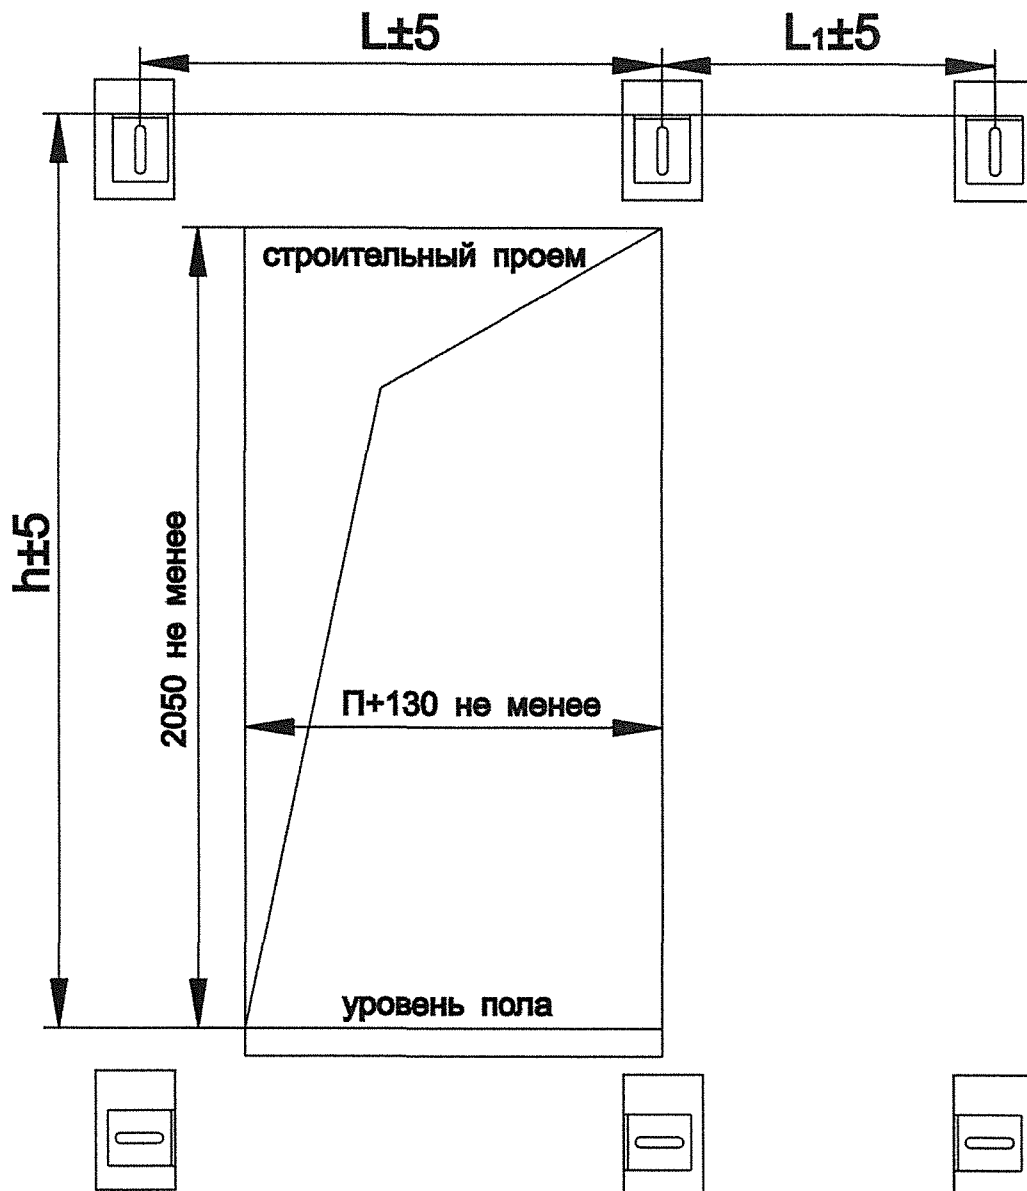 L±5
L1±5
строительный проем
h±5
2050 не менее
П+130 не менее
уровень пола